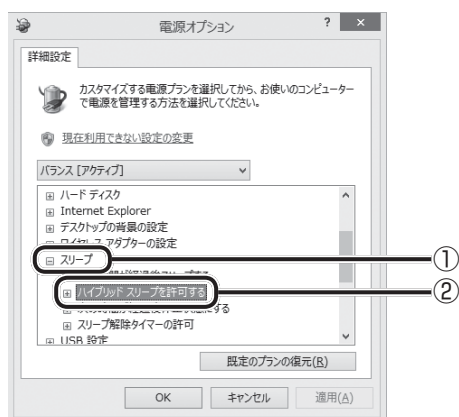 電源オプション
? ×
詳細設定
カスタマイズする電源プランを選択してから、お使いのコンピューター
で電源を管理する方法を選択してください。
現在利用できない設定の変更
バランス [アクティブ]
ハード ディスク
Internet Explorer
デスクトップの背景の設定
ワイヤレス アダプターの設定
スリープ
①
ハイブリッド スリープを許可する
②
スリープ解除タイマーの許可
USB 設定
既定のプランの復元(R)
OK
キャンセル
適用(A)